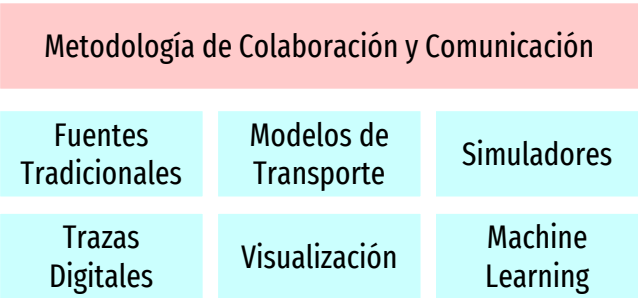 Metodología de Colaboración y Comunicación
Fuentes
Tradicionales
Modelos de
Transporte
Simuladores
Trazas
Digitales
Visualización
Machine
Learning